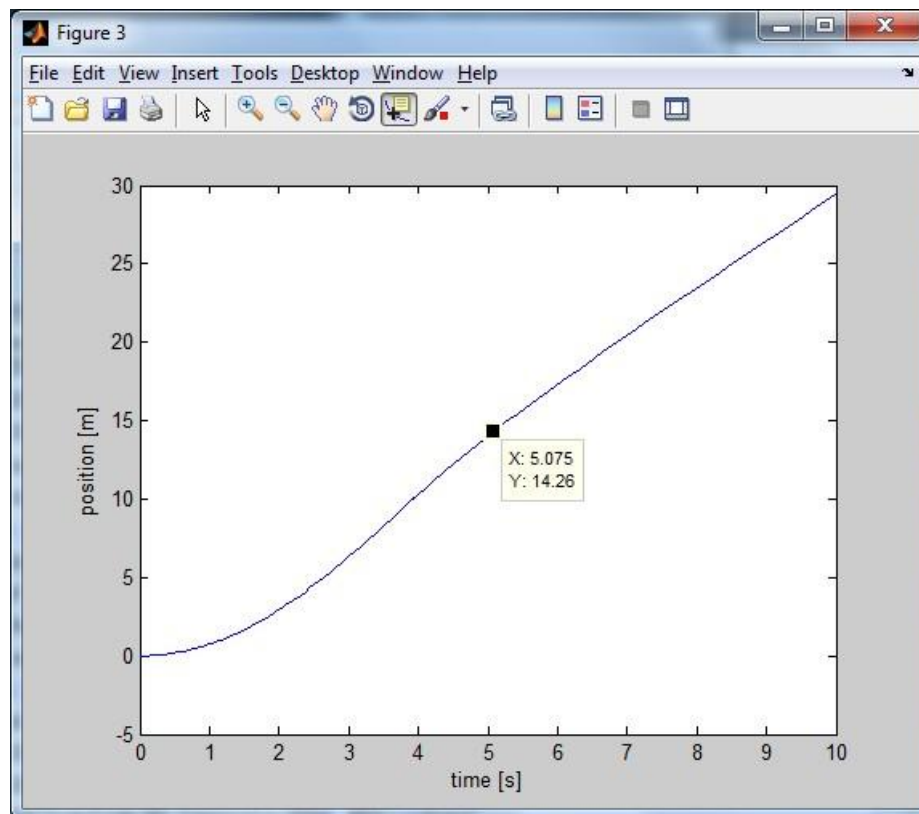 Figure 3
File Edit View Insert Tools Desktop Window Help
30
25
20
15
10
5
0
-5
position [m]
X: 5.075
Y: 14.26
0 1 2 3 4 5 6 7 8 9 10
time [s]